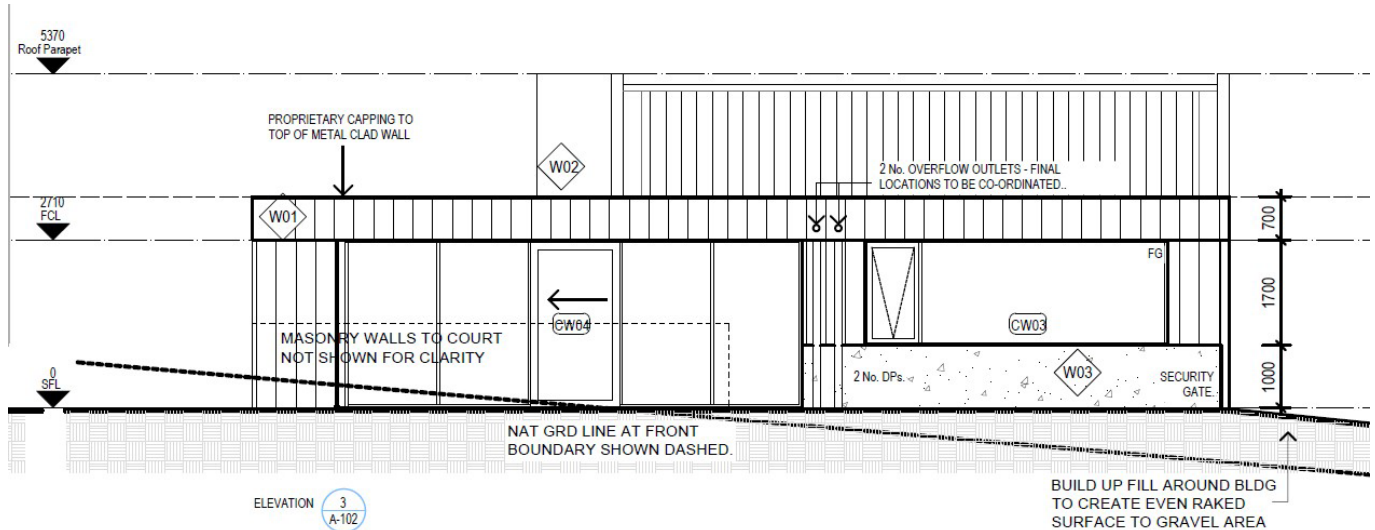 5370
Roof Parapet
PROPRIETARY CAPPING TO
TOP OF METAL CLAD WALL
W02
2 No. OVERFLOW OUTLETS - FINAL
LOCATIONS TO BE CO-ORDINATED..
2710
FCL
W01
700
FG
1700
CW04
CW03
MASONRY WALLS TO COURT
NOT SHOWN FOR CLARITY
0
SFL
2 No. DPs.
W03
SECURITY
GATE.
1000
NAT GRD LINE AT FRONT
BOUNDARY SHOWN DASHED.
BUILD UP FILL AROUND BLDG
TO CREATE EVEN RAKED
SURFACE TO GRAVEL AREA
ELEVATION
3
A-102